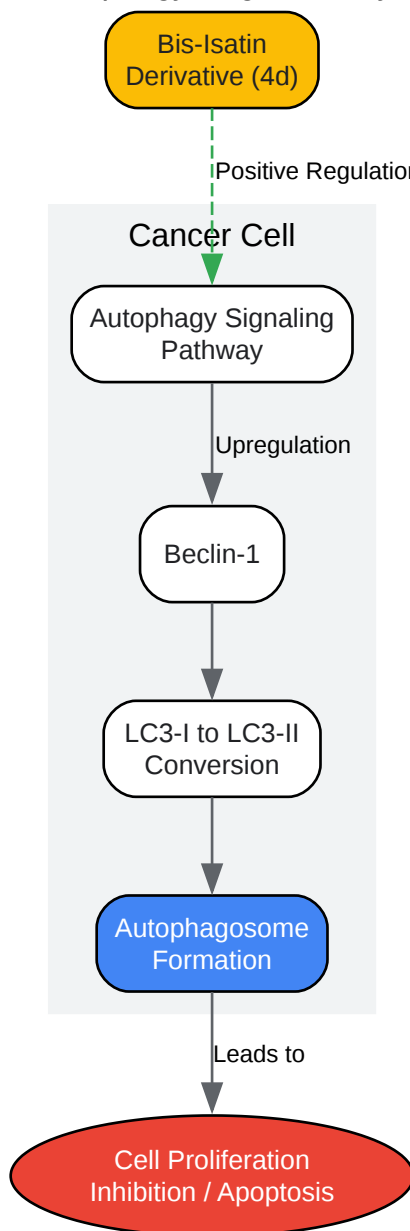 Bis-Isatin
Derivative (4d)
Positive Regulation
Cancer Cell
Autophagy Signaling
Pathway
Upregulation
Beclin-1
LC3-I to LC3-II
Conversion
Autophagosome
Formation
Leads to
Cell Proliferation
Inhibition / Apoptosis